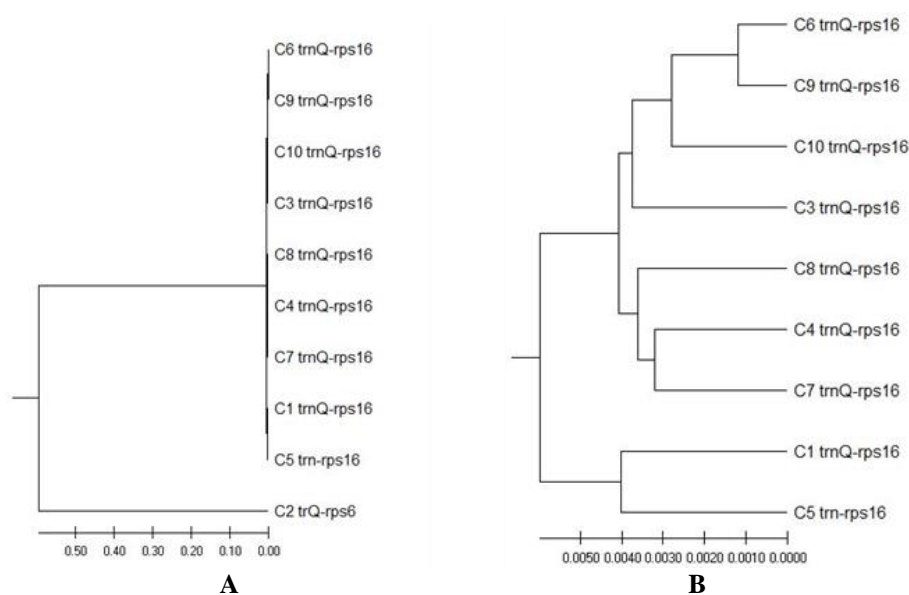 C6 trnQ-rps16
C9 trnQ-rps16
C10 trnQ-rps16
C3 trnQ-rps16
C8 trnQ-rps16
C4 trnQ-rps16
C7 trnQ-rps16
C1 trnQ-rps16
C5 trn-rps16
C2 trQ-rps6
0.50 0.40 0.30 0.20 0.10 0.00
A
C6 trnQ-rps16
C9 trnQ-rps16
C10 trnQ-rps16
C3 trnQ-rps16
C8 trnQ-rps16
C4 trnQ-rps16
C7 trnQ-rps16
C1 trnQ-rps16
C5 trn-rps16
0.0050 0.0040 0.0030 0.0020 0.0010 0.0000
B